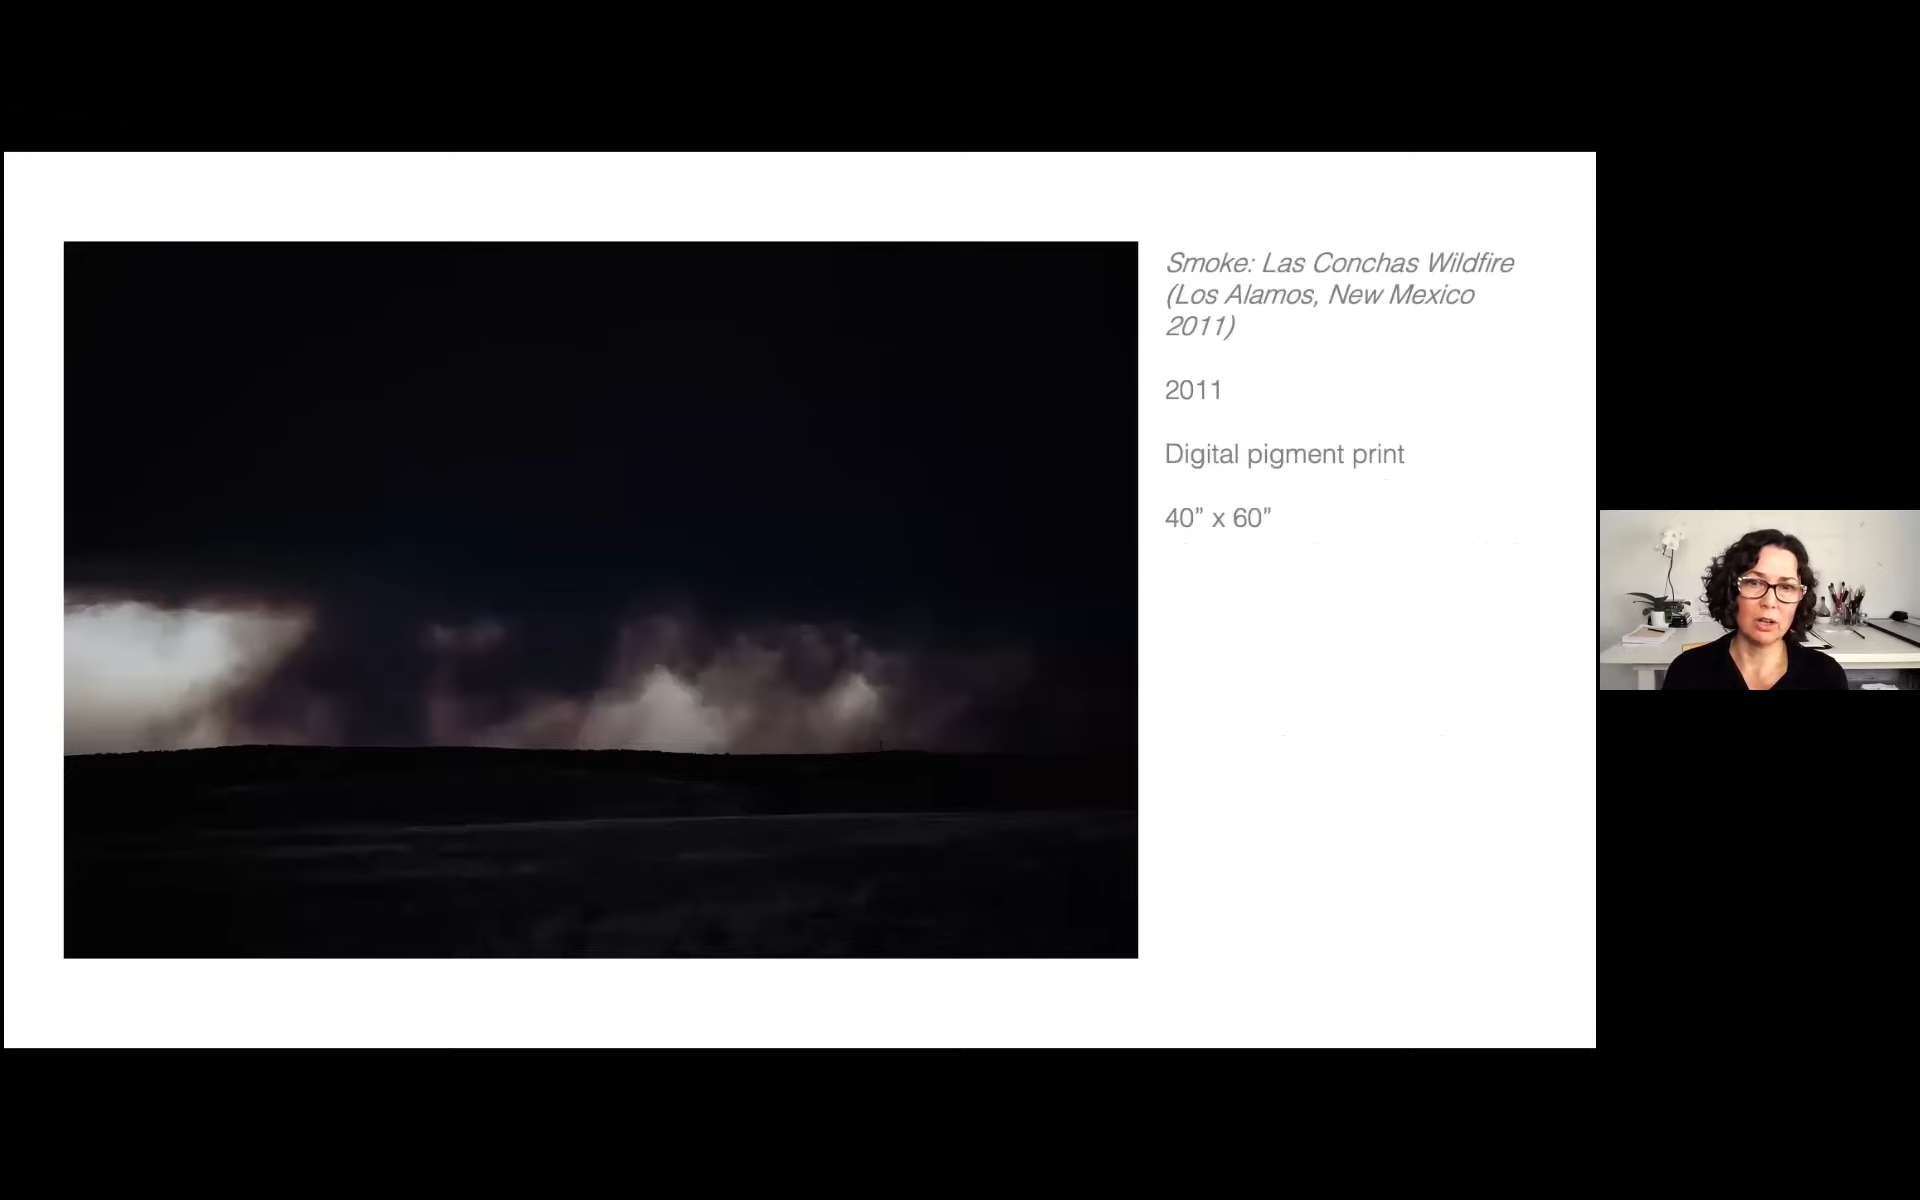 Smoke: Las Conchas Wildfire
(Los Alamos, New Mexico
2011)
2011
Digital pigment print
40” x 60”